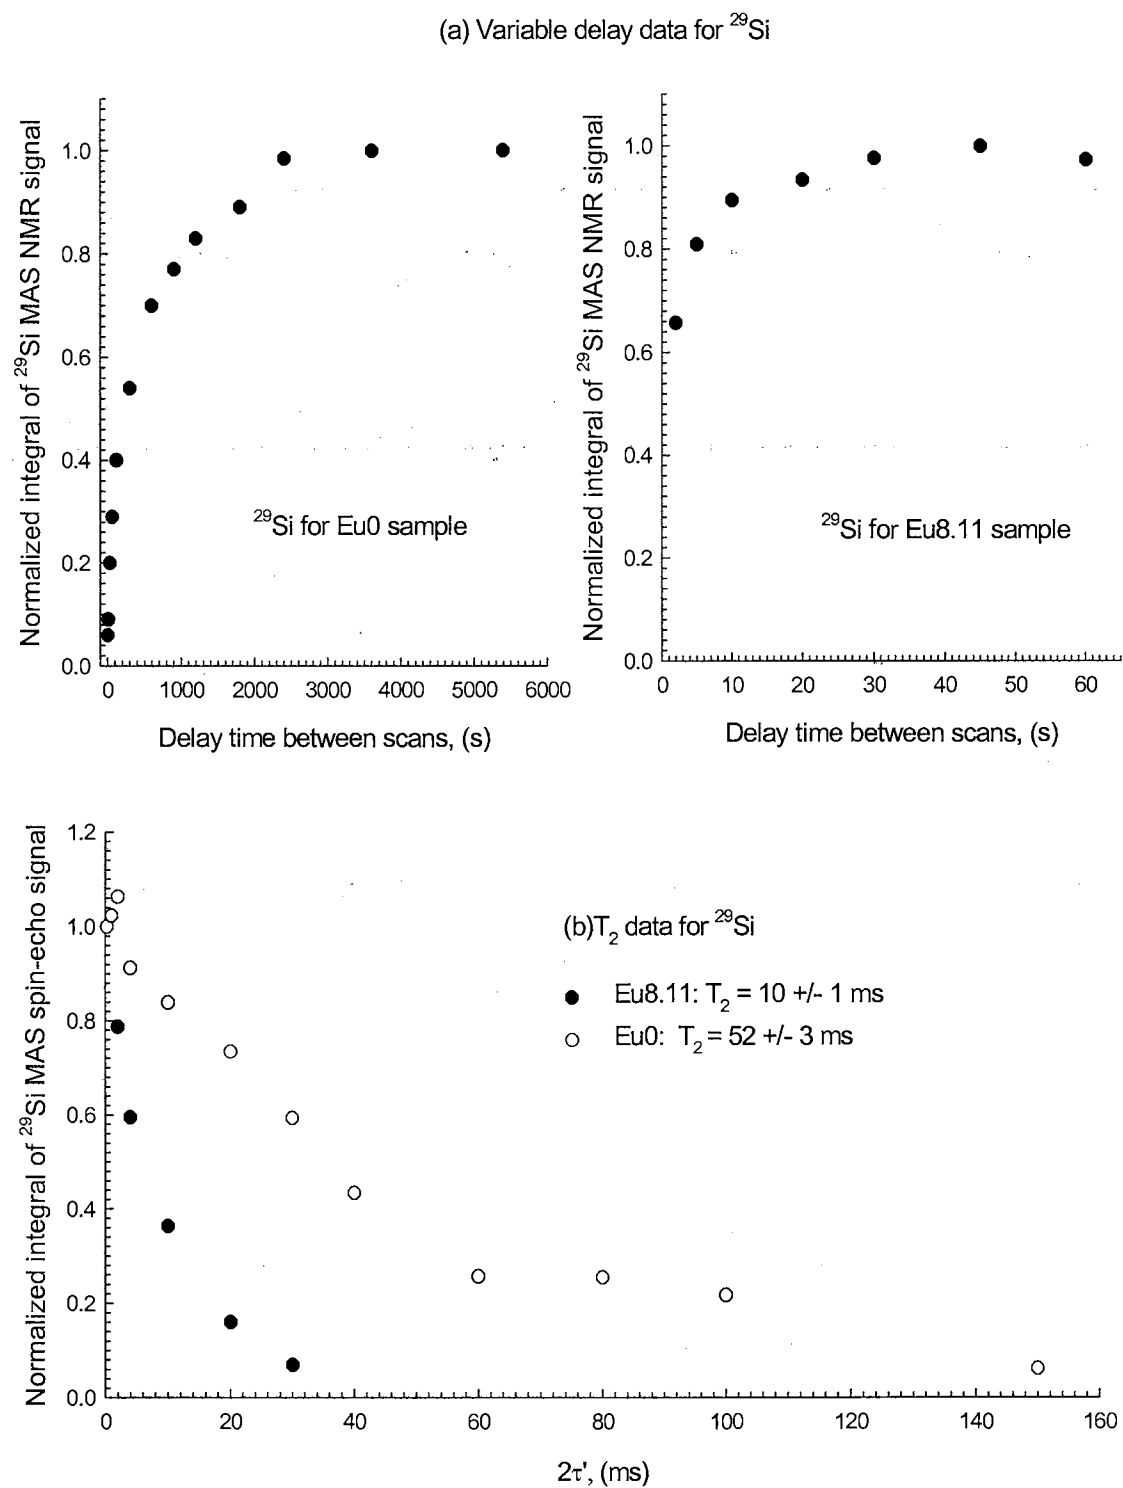 (a) Variable delay data for ²⁹Si
Normalized integral of ²⁹Si MAS NMR signal
1.0
0.8
0.6
0.4
0.2
0.0
²⁹Si for Eu0 sample
0 1000 2000 3000 4000 5000 6000
Delay time between scans, (s)
Normalized integral of ²⁹Si MAS NMR signal
1.0
0.8
0.6
0.4
0.2
0.0
²⁹Si for Eu8.11 sample
0 10 20 30 40 50 60
Delay time between scans, (s)
Normalized integral of ²⁹Si MAS spin-echo signal
1.2
1.0
0.8
0.6
0.4
0.2
0.0
(b)T₂ data for ²⁹Si
Eu8.11: T₂ = 10 +/- 1 ms
Eu0: T₂ = 52 +/- 3 ms
0 20 40 60 80 100 120 140 160
2τ', (ms)